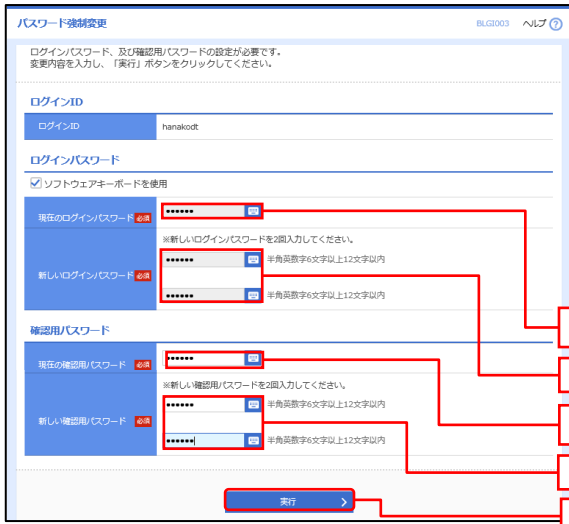 パスワード強制変更
BLGI003 ヘルプ ?
ログインパスワード、及び確認用パスワードの設定が必要です。
変更内容を入力し、「実行」ボタンをクリックしてください。
ログインID
ログインID hanakodt
ログインパスワード
ソフトウェアキーボードを使用
現在のログインパスワード 必須 ••••••
※新しいログインパスワードを2回入力してください。
•••••• 半角英数字6文字以上12文字以内
新しいログインパスワード 必須
•••••• 半角英数字6文字以上12文字以内
確認用パスワード
現在の確認用パスワード 必須 ••••••
※新しい確認用パスワードを2回入力してください。
•••••• 半角英数字6文字以上12文字以内
新しい確認用パスワード 必須
•••••• 半角英数字6文字以上12文字以内
実行